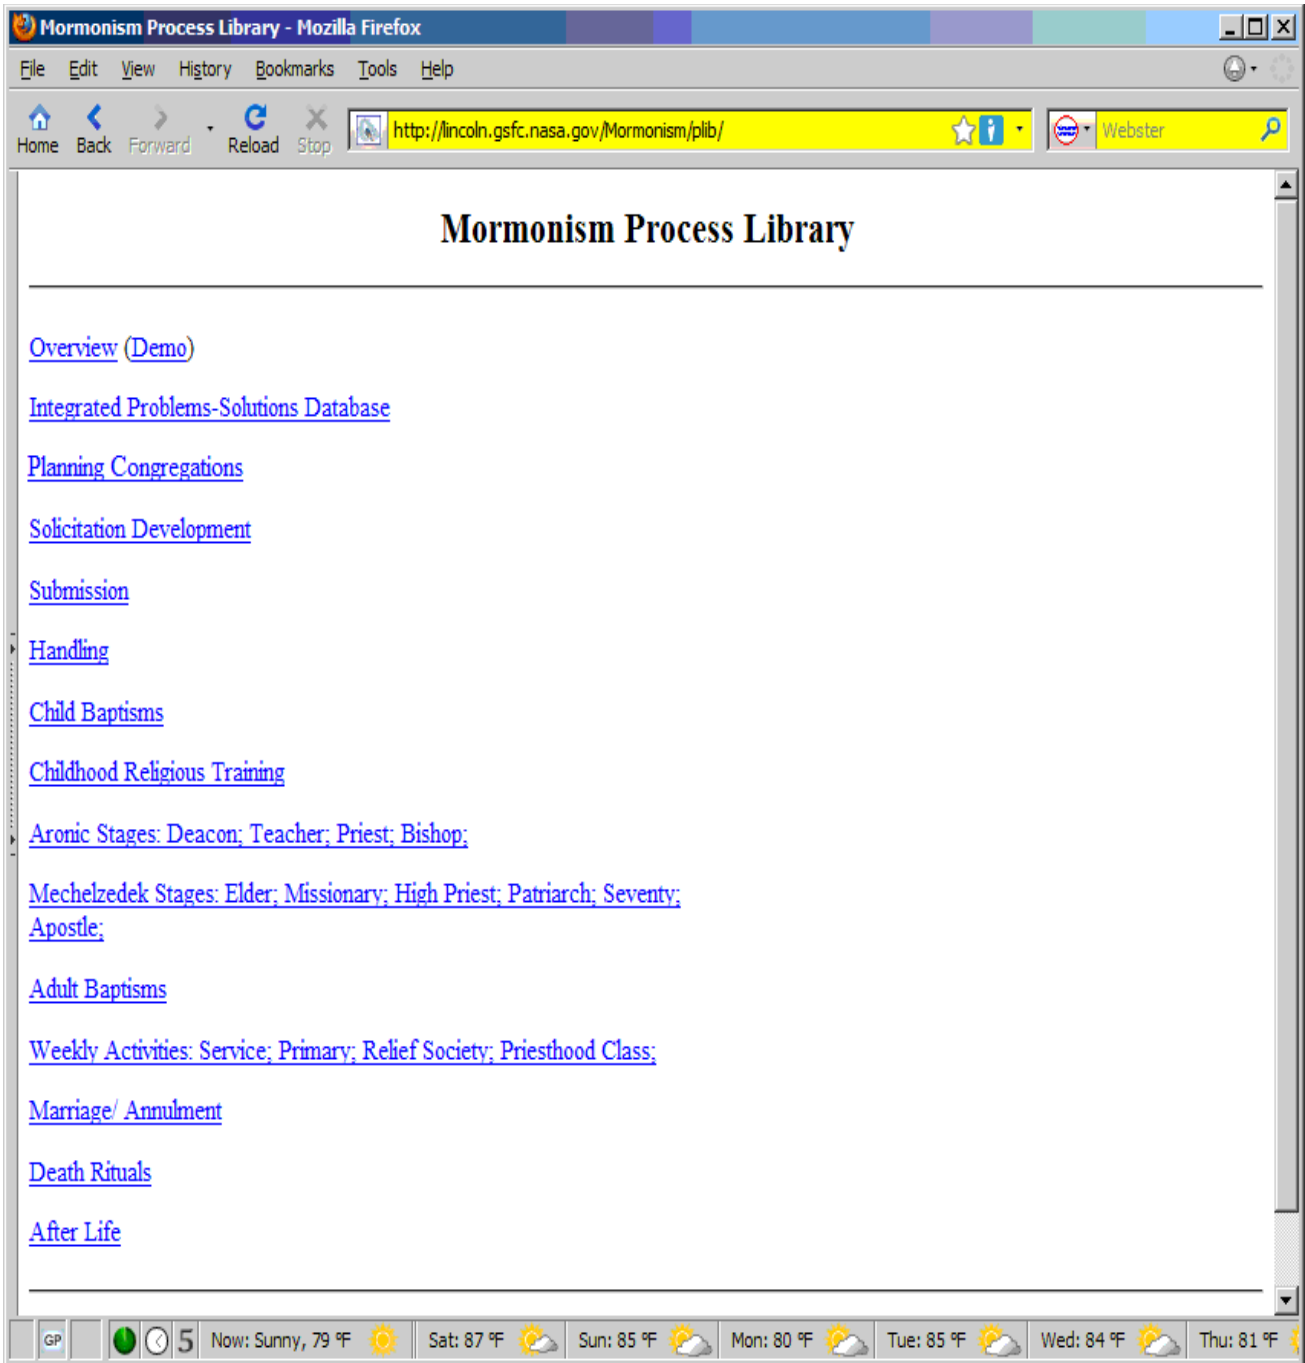 Mormonism Process Library - Mozilla Firefox
File Edit View History Bookmarks Tools Help
Home Back Forward Reload Stop http://lincoln.gsfc.nasa.gov/Mormonism/plib/ Webster
Mormonism Process Library
Overview (Demo)
Integrated Problems-Solutions Database
Planning Congregations
Solicitation Development
Submission
Handling
Child Baptisms
Childhood Religious Training
Aronic Stages: Deacon; Teacher; Priest; Bishop;
Mechelzedek Stages: Elder; Missionary; High Priest; Patriarch; Seventy;
Apostle;
Adult Baptisms
Weekly Activities: Service; Primary; Relief Society; Priesthood Class;
Marriage/ Annulment
Death Rituals
After Life
GP 5 Now: Sunny, 79 °F Sat: 87 °F Sun: 85 °F Mon: 80 °F Tue: 85 °F Wed: 84 °F Thu: 81 °F